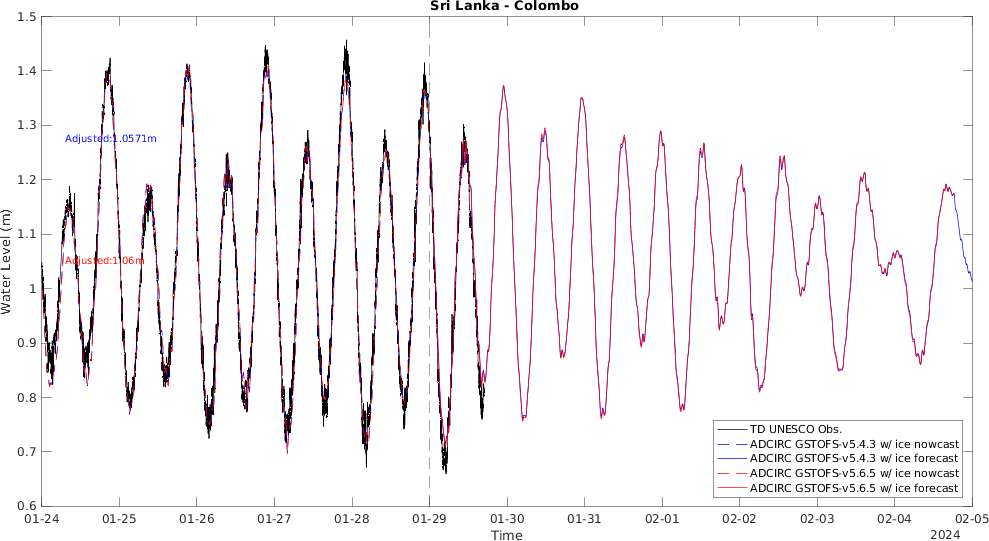 Sri Lanka - Colombo
1.5
1.4
1.3
1.2
1.1
1
0.9
0.8
0.7
0.6
Water Level (m)
Adjusted:1.0571m
Adjusted:1.06m
TD UNESCO Obs.
ADCIRC GSTOFS-v5.4.3 w/ ice nowcast
ADCIRC GSTOFS-v5.4.3 w/ ice forecast
ADCIRC GSTOFS-v5.6.5 w/ ice nowcast
ADCIRC GSTOFS-v5.6.5 w/ ice forecast
01-24 01-25 01-26 01-27 01-28 01-29 01-30 01-31 02-01 02-02 02-03 02-04 02-05
Time
2024